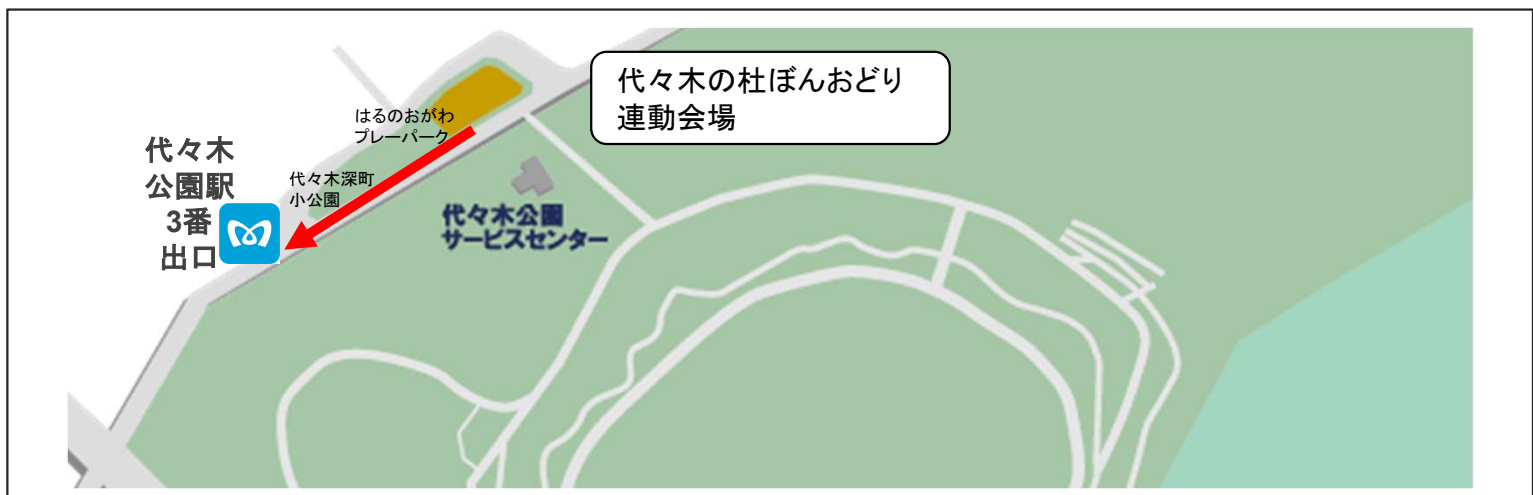 代々木の杜ぼんおどり
連動会場
はるのおがわ
プレーパーク
代々木
公園駅
3番
出口
代々木深町
小公園
代々木公園
サービスセンター